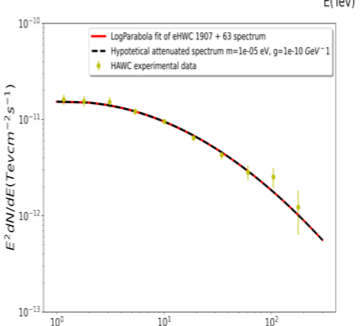 E(TeV)
10⁻¹⁰
LogParabola fit of eHWC 1907 + 63 spectrum
Hypotetical attenuated spectrum m=1e-05 eV, g=1e-10 GeV⁻1
HAWC experimental data
10⁻¹¹
E²dN/dE(Tevcm⁻²s⁻¹)
10⁻¹²
10⁻¹³
10⁰ 10¹ 10²